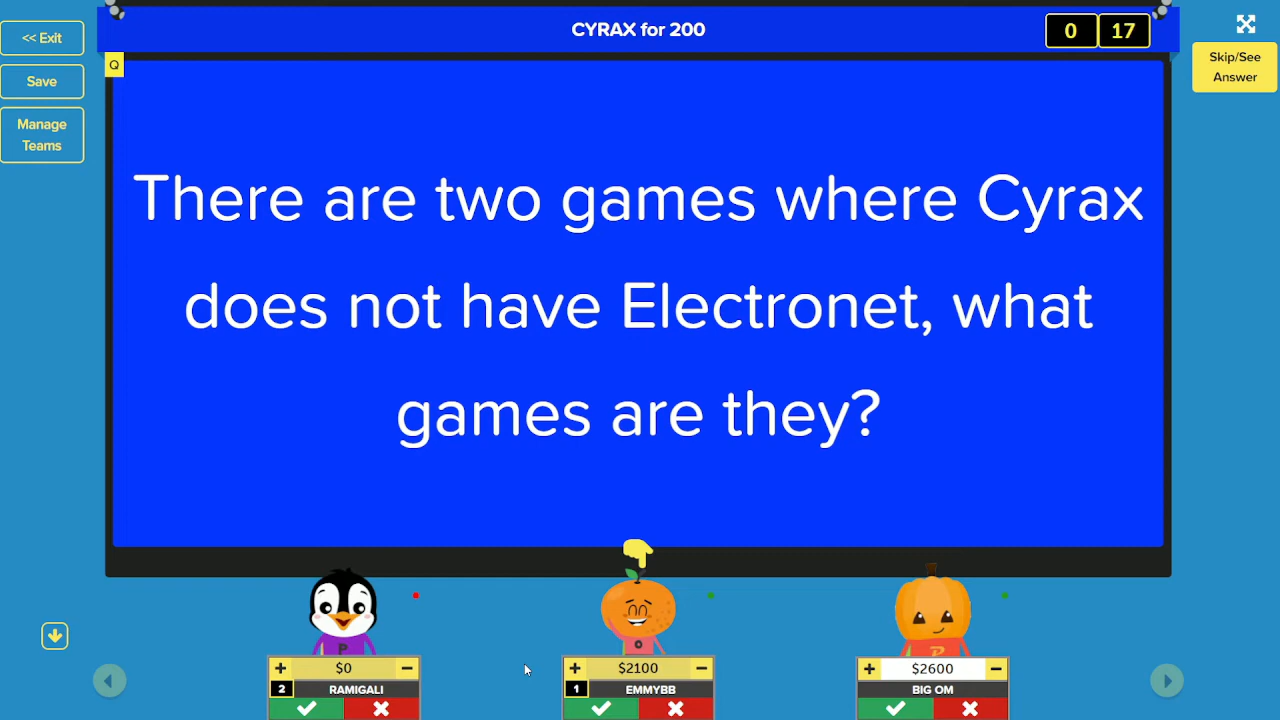 << Exit
Save
Manage
Teams
CYRAX for 200
0 17
Skip/See
Answer
Q
There are two games where Cyrax
does not have Electronet, what
games are they?
P
O
P
+ $0 −
2 RAMIGALI
+ $2100 −
1 EMMYBB
+ $2600 −
BIG OM